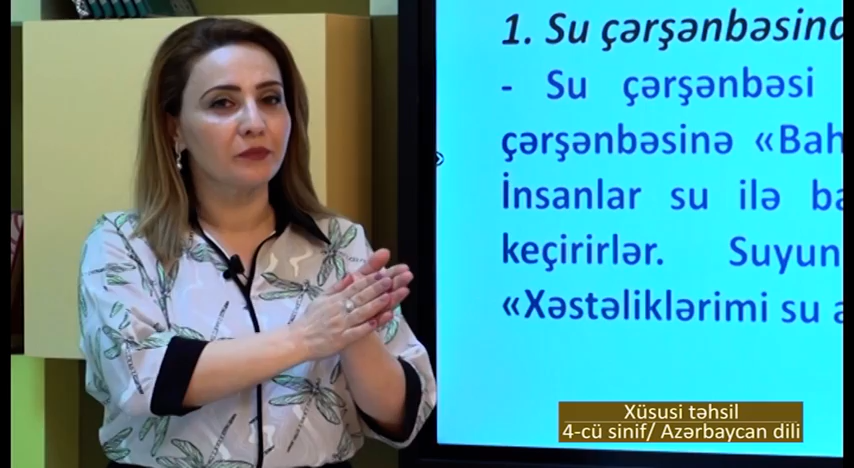 1. Su çərşənbəsind
- Su çərşənbəsi
çərşənbəsinə «Bah
İnsanlar su ilə ba
keçirirlər. Suyun
«Xəstəliklərimi su a
Xüsusi təhsil
4-cü sinif/ Azərbaycan dili